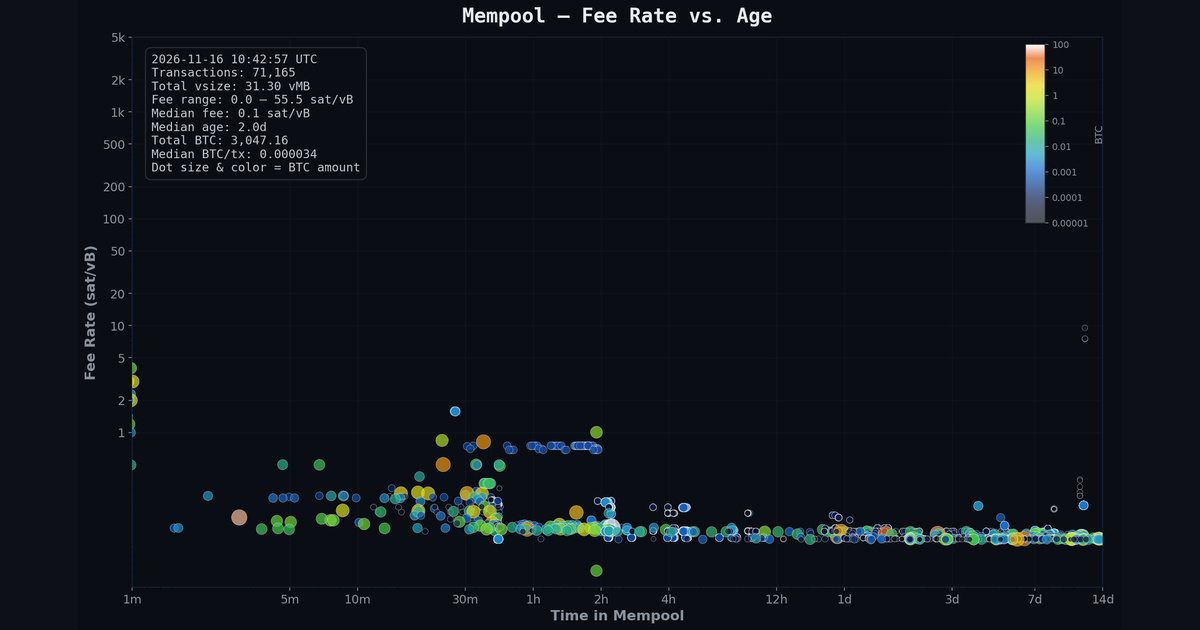 Mempool — Fee Rate vs. Age
2026-11-16 10:42:57 UTC
Transactions: 71,165
Total vsize: 31.30 vMB
Fee range: 0.0 – 55.5 sat/vB
Median fee: 0.1 sat/vB
Median age: 2.0d
Total BTC: 3,047.16
Median BTC/tx: 0.000034
Dot size & color = BTC amount
100
10
1
0.1
0.01
0.001
0.0001
0.00001
BTC
5k
2k
1k
500
200
100
50
20
10
5
2
1
Fee Rate (sat/vB)
1m 5m 10m 30m 1h 2h 4h 12h 1d 3d 7d 14d
Time in Mempool